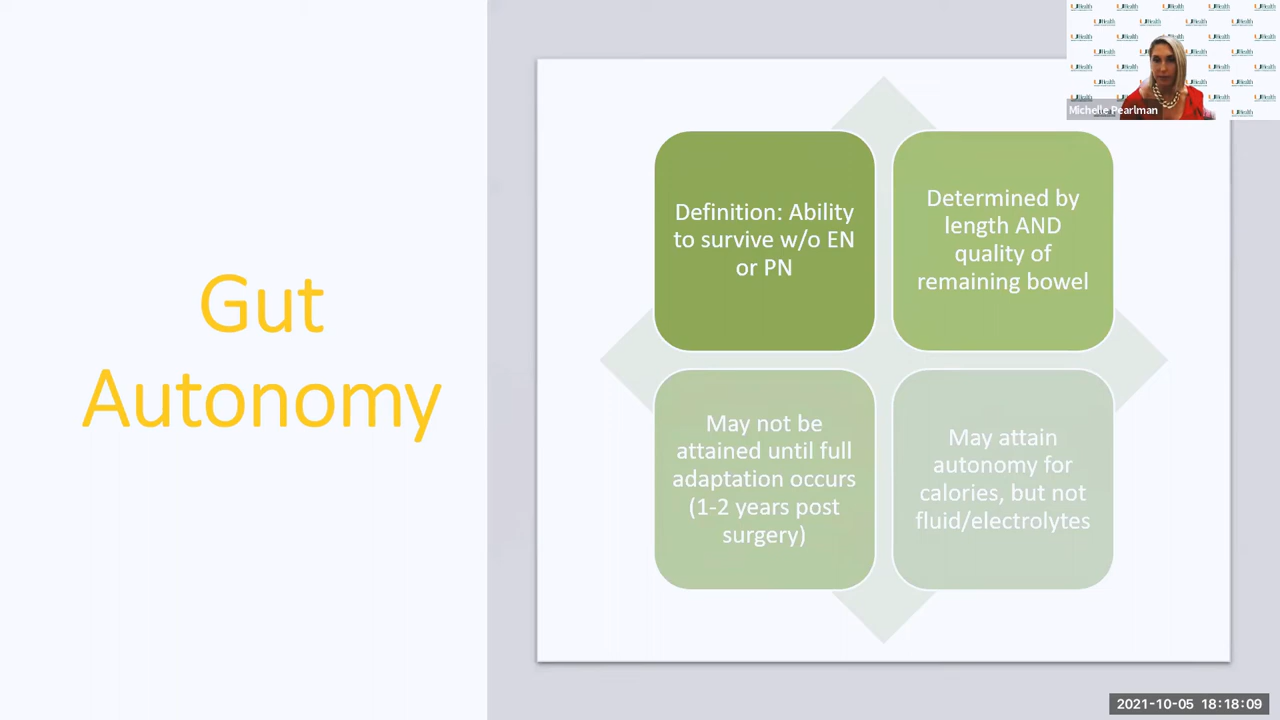 Gut
Autonomy
Definition: Ability
to survive w/o EN
or PN
Determined by
length AND
quality of
remaining bowel
May not be
attained until full
adaptation occurs
(1-2 years post
surgery)
May attain
autonomy for
calories, but not
fluid/electrolytes
Michelle Pearlman
2021-10-05 18:18:09